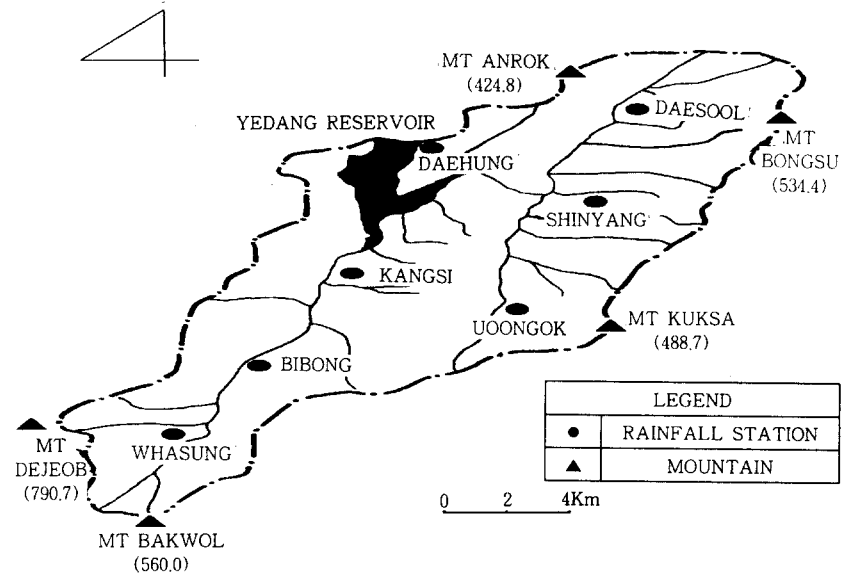 MT ANROK
(424.8)
DAESOOL
YEDANG RESERVOIR
MT
BONGSU
(534.4)
DAEHUNG
SHINYANG
KANGSI
UOONGOK
MT KUKSA
(488.7)
BIBONG
LEGEND
RAINFALL STATION
MOUNTAIN
MT
DEJEOB
(790.7)
WHASUNG
0 2 4Km
MT BAKWOL
(560.0)